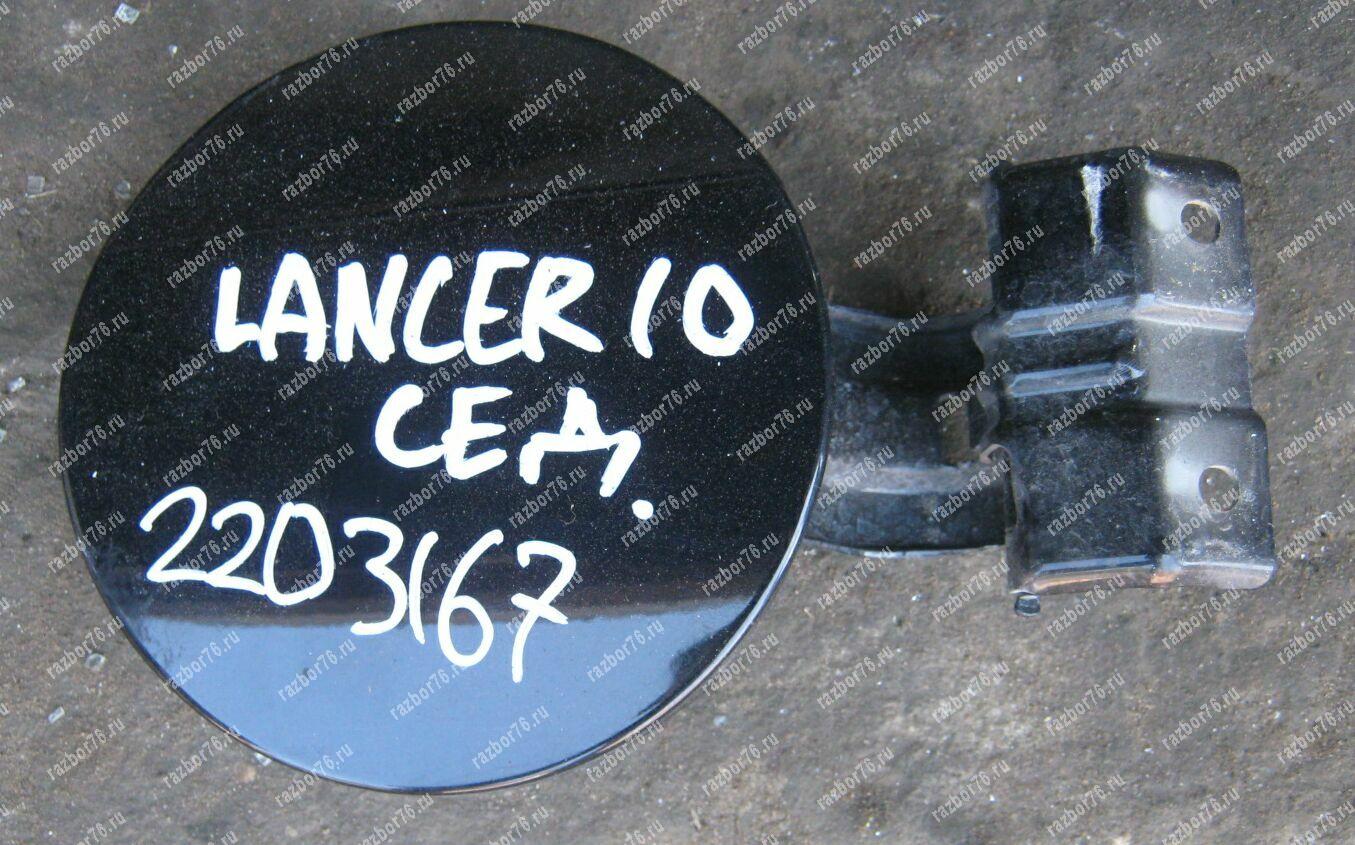 LANCER 10
СЕД.
2203167
razbor76.ru